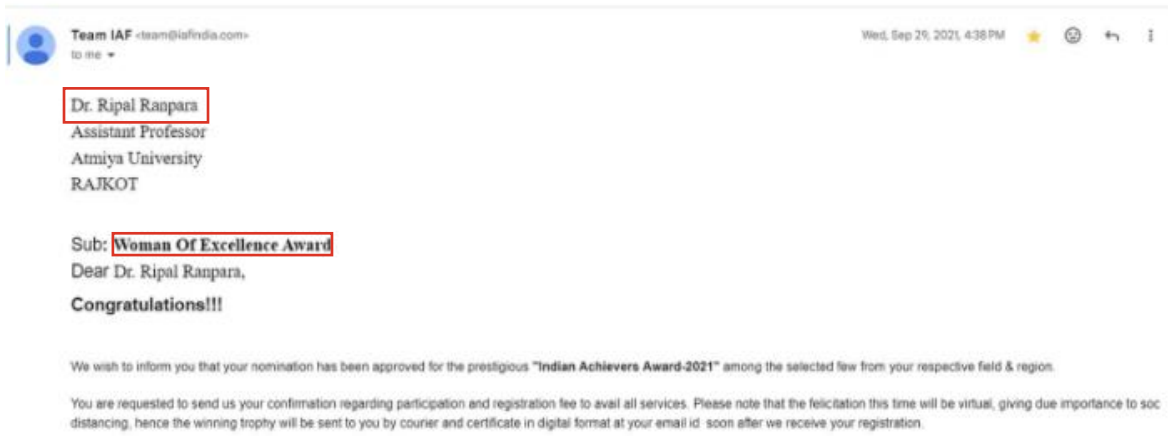 Team IAF <team@iafindia.com>
Wed, Sep 29, 2021, 4:38 PM
to me
Dr. Ripal Ranpara
Assistant Professor
Atmiya University
RAJKOT
Sub: Woman Of Excellence Award
Dear Dr. Ripal Ranpara,
Congratulations!!!
We wish to inform you that your nomination has been approved for the prestigious "Indian Achievers Award-2021" among the selected few from your respective field & region.
You are requested to send us your confirmation regarding participation and registration fee to avail all services. Please note that the felicitation this time will be virtual, giving due importance to soc
distancing, hence the winning trophy will be sent to you by courier and certificate in digital format at your email id soon after we receive your registration.